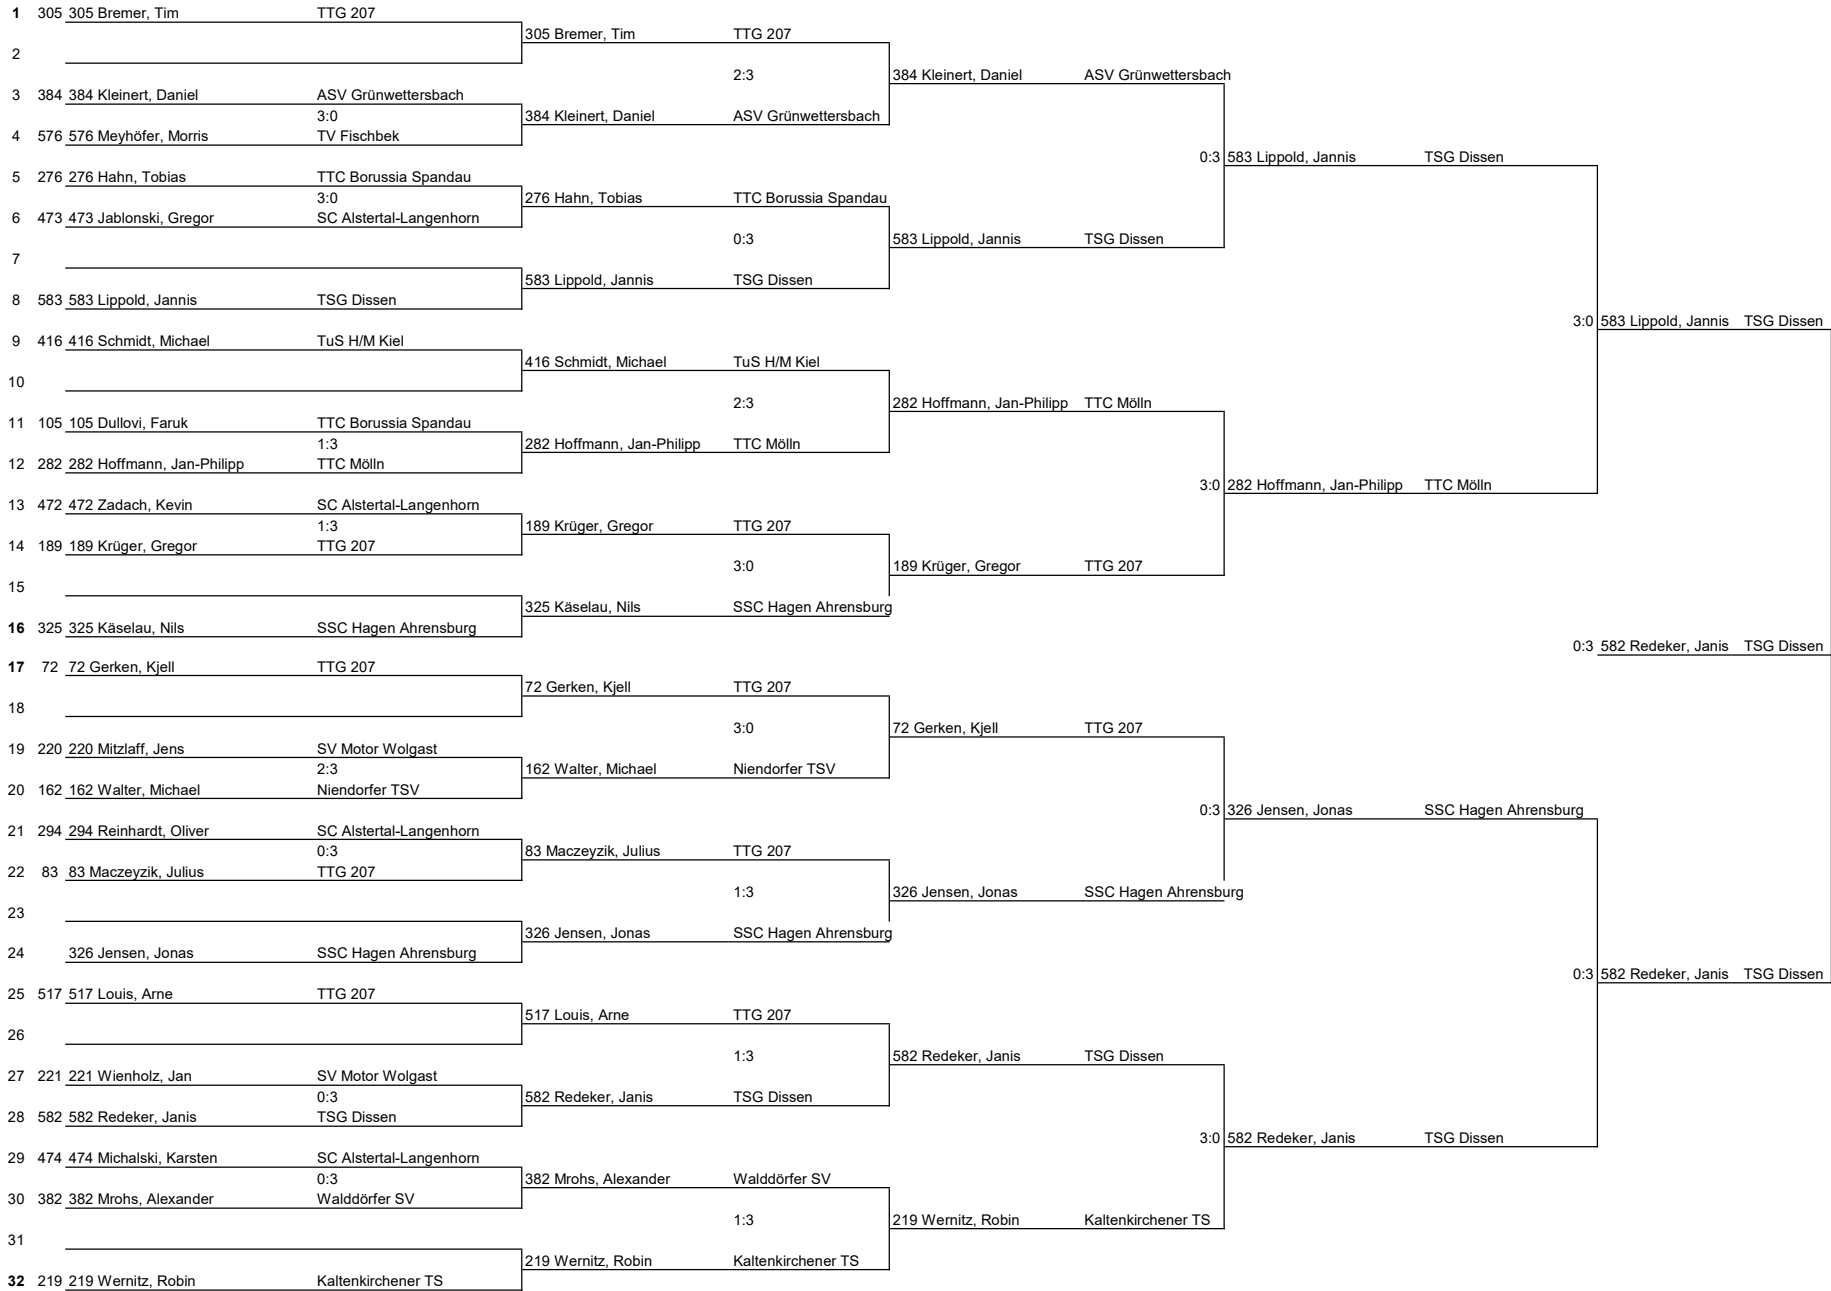 1 305 305 Bremer, Tim TTG 207
305 Bremer, Tim TTG 207
2
2:3 384 Kleinert, Daniel ASV Grünwettersbach
3 384 384 Kleinert, Daniel ASV Grünwettersbach
3:0 384 Kleinert, Daniel ASV Grünwettersbach
4 576 576 Meyhöfer, Morris TV Fischbek
0:3 583 Lippold, Jannis TSG Dissen
5 276 276 Hahn, Tobias TTC Borussia Spandau
3:0 276 Hahn, Tobias TTC Borussia Spandau
6 473 473 Jablonski, Gregor SC Alstertal-Langenhorn
0:3 583 Lippold, Jannis TSG Dissen
7
583 Lippold, Jannis TSG Dissen
8 583 583 Lippold, Jannis TSG Dissen
3:0 583 Lippold, Jannis TSG Dissen
9 416 416 Schmidt, Michael TuS H/M Kiel
416 Schmidt, Michael TuS H/M Kiel
10
2:3 282 Hoffmann, Jan-Philipp TTC Mölln
11 105 105 Dullovi, Faruk TTC Borussia Spandau
1:3 282 Hoffmann, Jan-Philipp TTC Mölln
12 282 282 Hoffmann, Jan-Philipp TTC Mölln
3:0 282 Hoffmann, Jan-Philipp TTC Mölln
13 472 472 Zadach, Kevin SC Alstertal-Langenhorn
1:3 189 Krüger, Gregor TTG 207
14 189 189 Krüger, Gregor TTG 207
3:0 189 Krüger, Gregor TTG 207
15
325 Käselau, Nils SSC Hagen Ahrensburg
16 325 325 Käselau, Nils SSC Hagen Ahrensburg
0:3 582 Redeker, Janis TSG Dissen
17 72 72 Gerken, Kjell TTG 207
72 Gerken, Kjell TTG 207
18
3:0 72 Gerken, Kjell TTG 207
19 220 220 Mitzlaff, Jens SV Motor Wolgast
2:3 162 Walter, Michael Niendorfer TSV
20 162 162 Walter, Michael Niendorfer TSV
0:3 326 Jensen, Jonas SSC Hagen Ahrensburg
21 294 294 Reinhardt, Oliver SC Alstertal-Langenhorn
0:3 83 Maczeyzik, Julius TTG 207
22 83 83 Maczeyzik, Julius TTG 207
1:3 326 Jensen, Jonas SSC Hagen Ahrensburg
23
326 Jensen, Jonas SSC Hagen Ahrensburg
24 326 Jensen, Jonas SSC Hagen Ahrensburg
0:3 582 Redeker, Janis TSG Dissen
25 517 517 Louis, Arne TTG 207
517 Louis, Arne TTG 207
26
1:3 582 Redeker, Janis TSG Dissen
27 221 221 Wienholz, Jan SV Motor Wolgast
0:3 582 Redeker, Janis TSG Dissen
28 582 582 Redeker, Janis TSG Dissen
3:0 582 Redeker, Janis TSG Dissen
29 474 474 Michalski, Karsten SC Alstertal-Langenhorn
0:3 382 Mrohs, Alexander Walddörfer SV
30 382 382 Mrohs, Alexander Walddörfer SV
1:3 219 Wernitz, Robin Kaltenkirchener TS
31
219 Wernitz, Robin Kaltenkirchener TS
32 219 219 Wernitz, Robin Kaltenkirchener TS